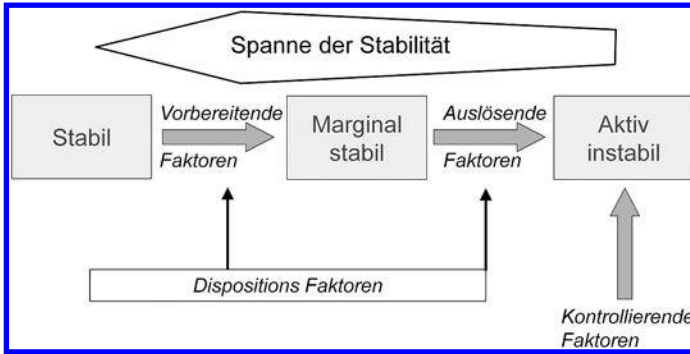 Spanne der Stabilität
Stabil
Vorbereitende
Faktoren
Marginal
stabil
Auslösende
Faktoren
Aktiv
instabil
Dispositions Faktoren
Kontrollierende
Faktoren